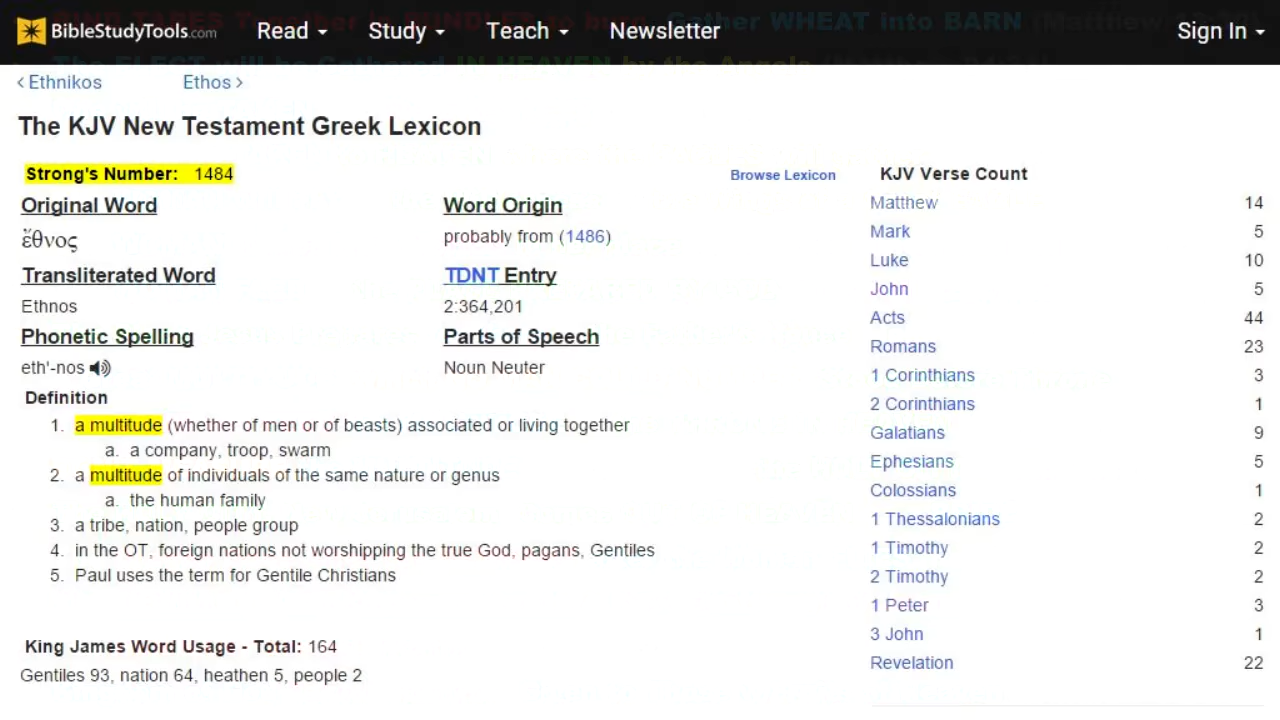 BibleStudyTools.com Read Study Teach Newsletter Sign In
< Ethnikos Ethos >
The KJV New Testament Greek Lexicon
Strong's Number: 1484
Browse Lexicon
Original Word
Word Origin
ἔθνος
probably from (1486)
Transliterated Word
TDNT Entry
Ethnos
2:364,201
Phonetic Spelling
Parts of Speech
eth'-nos
Noun Neuter
Definition
1. a multitude (whether of men or of beasts) associated or living together
a. a company, troop, swarm
2. a multitude of individuals of the same nature or genus
a. the human family
3. a tribe, nation, people group
4. in the OT, foreign nations not worshipping the true God, pagans, Gentiles
5. Paul uses the term for Gentile Christians
King James Word Usage - Total: 164
Gentiles 93, nation 64, heathen 5, people 2
KJV Verse Count
Matthew 14
Mark 5
Luke 10
John 5
Acts 44
Romans 23
1 Corinthians 3
2 Corinthians 1
Galatians 9
Ephesians 5
Colossians 1
1 Thessalonians 2
1 Timothy 2
2 Timothy 2
1 Peter 3
3 John 1
Revelation 22